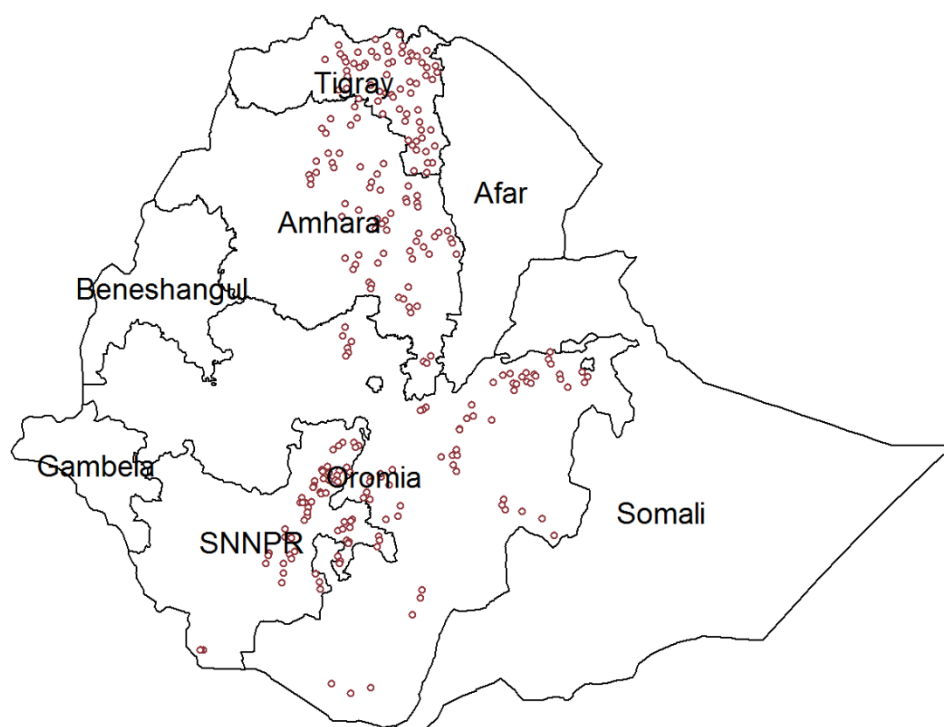 Tigray
Afar
Amhara
Beneshangul
Gambela
Oromia
Somali
SNNPR